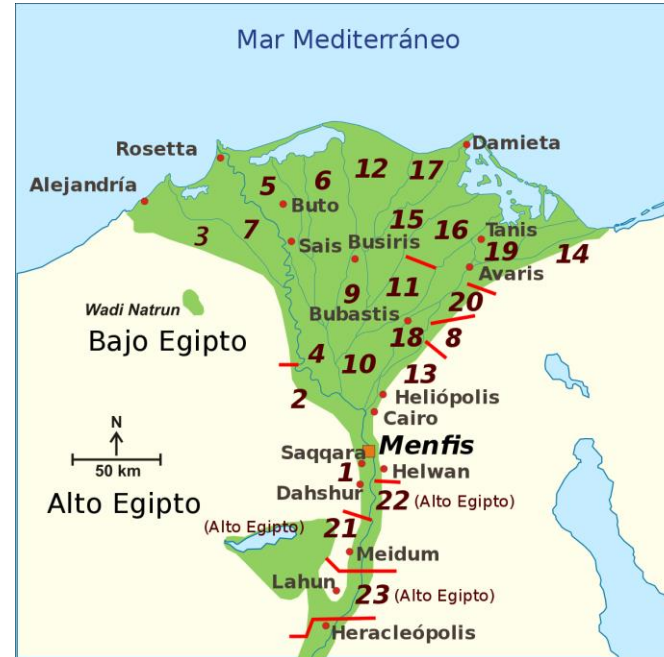 Mar Mediterráneo
Damieta
Rosetta
12
17
5
6
Alejandría
Buto
15
3
7
16
Tanis
Sais
Busiris
19
14
Avaris
9
11
20
Wadi Natrun
Bubastis
Bajo Egipto
18
8
4
10
13
2
Heliópolis
Cairo
N
Menfis
Saqqara
50 km
1
Helwan
Dahshur
Alto Egipto
22 (Alto Egipto)
(Alto Egipto)
21
Meidum
Lahun
23 (Alto Egipto)
Heracleópolis